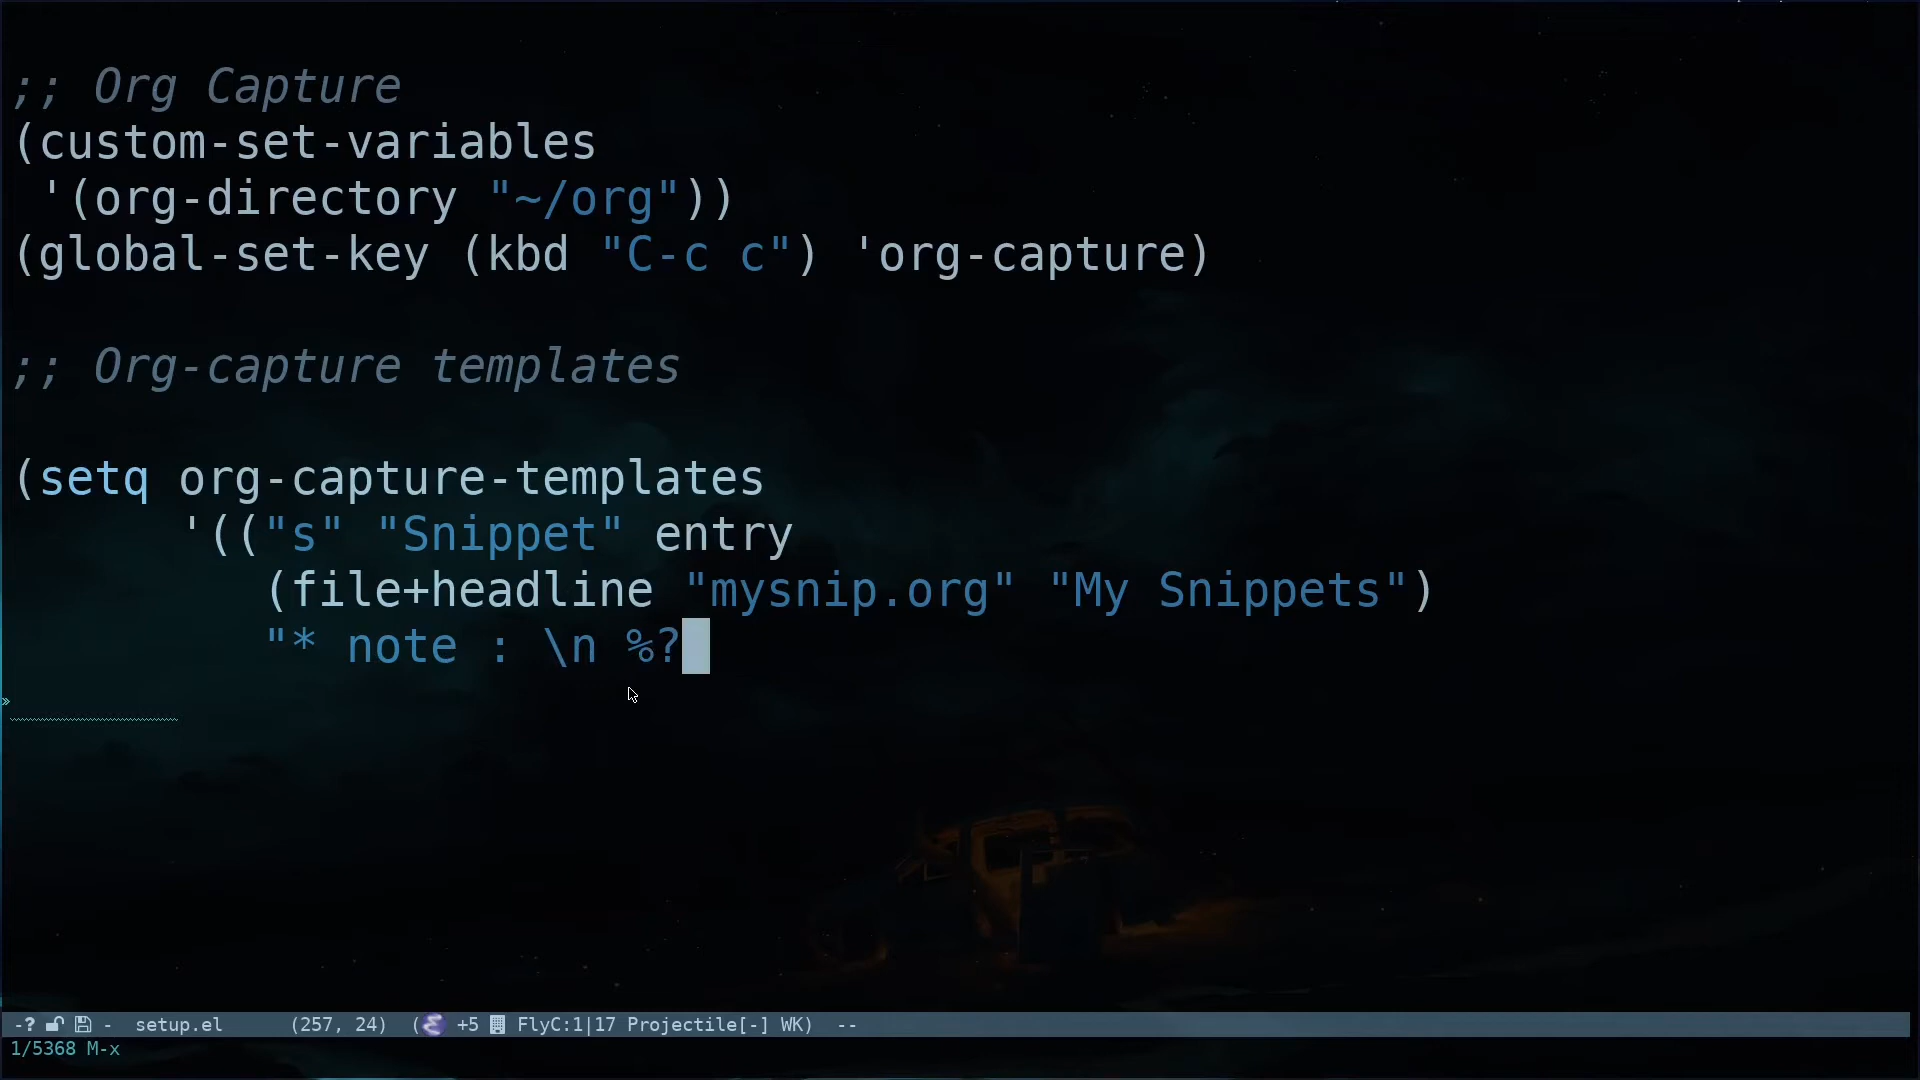 ;; Org Capture
(custom-set-variables
 '(org-directory "~/org"))
(global-set-key (kbd "C-c c") 'org-capture)
;; Org-capture templates
(setq org-capture-templates
      '(("s" "Snippet" entry
         (file+headline "mysnip.org" "My Snippets")
         "* note : \n %?
-? - setup.el (257, 24) ( +5 FlyC:1|17 Projectile[-] WK) --
1/5368 M-x